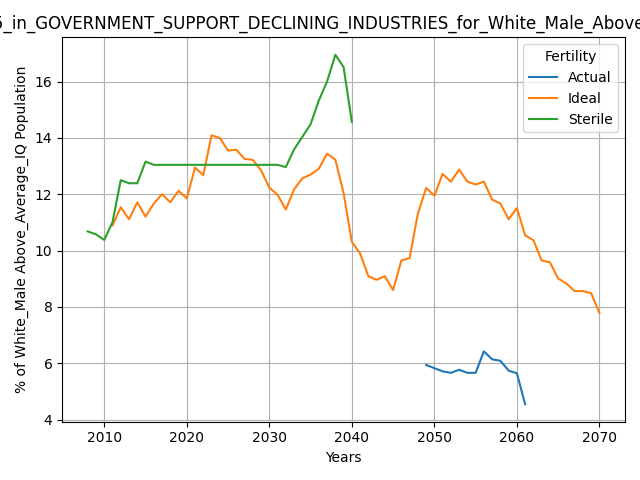 5_in_GOVERNMENT_SUPPORT_DECLINING_INDUSTRIES_for_White_Male_Above
% of White_Male Above_Average_IQ Population
16
14
12
10
8
6
4
2010 2020 2030 2040 2050 2060 2070
Years
Fertility
Actual
Ideal
Sterile